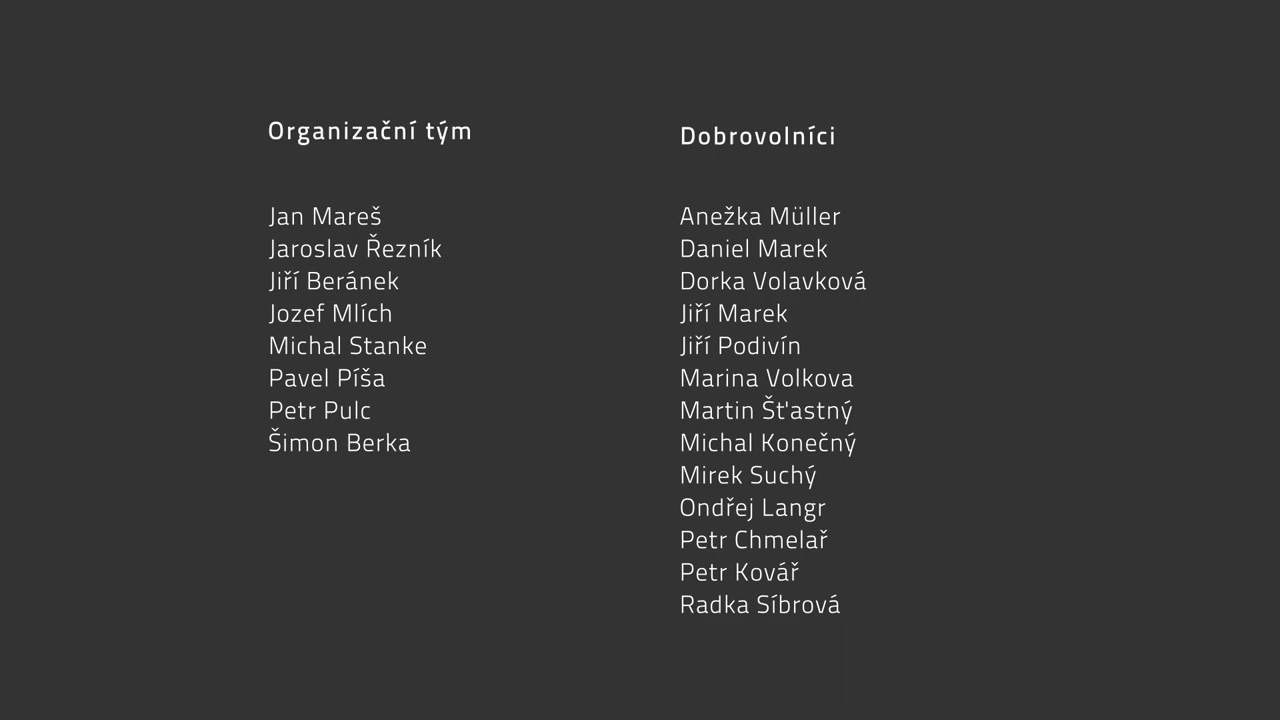 Organizační tým
Jan Mareš
Jaroslav Řezník
Jiří Beránek
Jozef Mlích
Michal Stanke
Pavel Píša
Petr Pulc
Šimon Berka
Dobrovolníci
Anežka Müller
Daniel Marek
Dorka Volavková
Jiří Marek
Jiří Podivín
Marina Volkova
Martin Št'astný
Michal Konečný
Mirek Suchý
Ondřej Langr
Petr Chmelař
Petr Kovář
Radka Síbrová